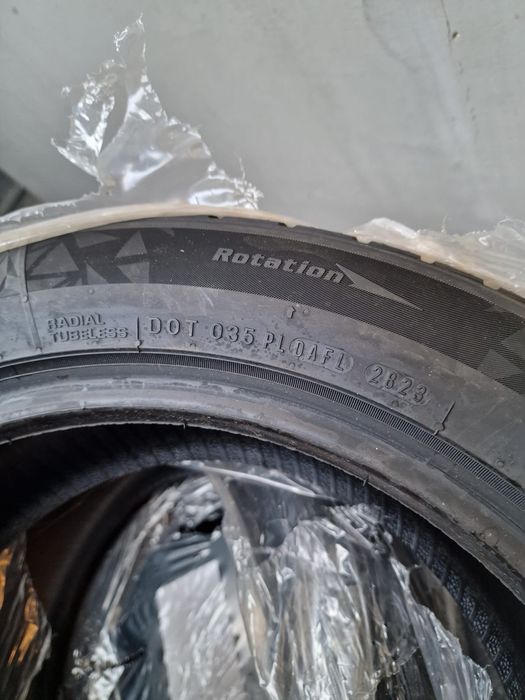 Rotation
RADIAL
TUBELESS
DOT 035 PL0AFL 2823